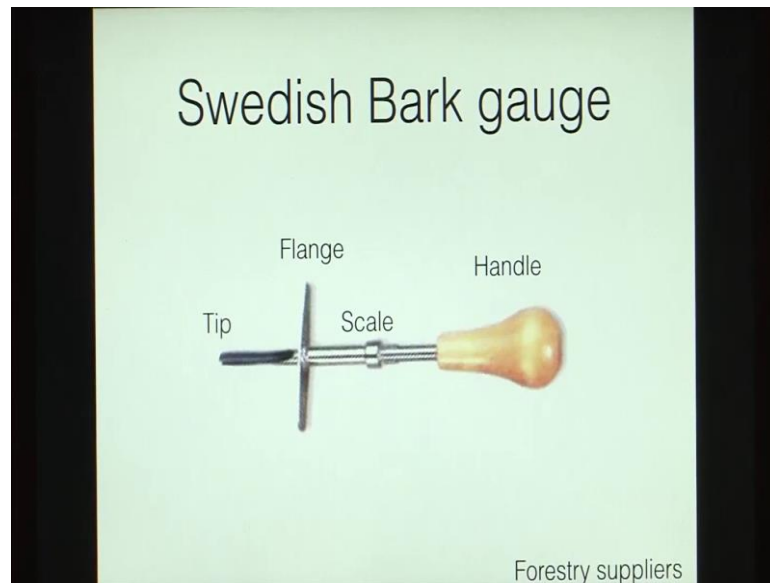 Swedish Bark gauge
Flange
Handle
Tip
Scale
Forestry suppliers